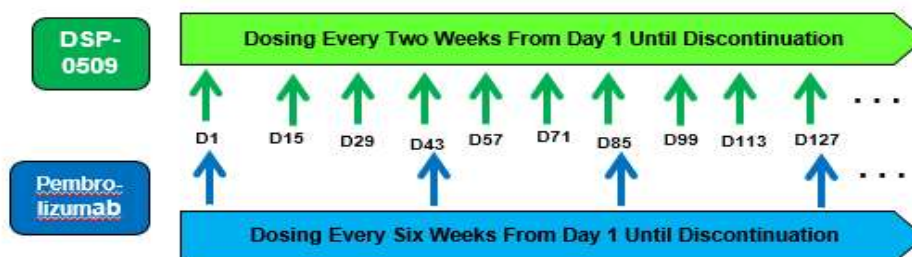 DSP-
0509
Dosing Every Two Weeks From Day 1 Until Discontinuation
D1 D15 D29 D43 D57 D71 D85 D99 D113 D127
. . .
Pembro-
lizumab
. . .
Dosing Every Six Weeks From Day 1 Until Discontinuation